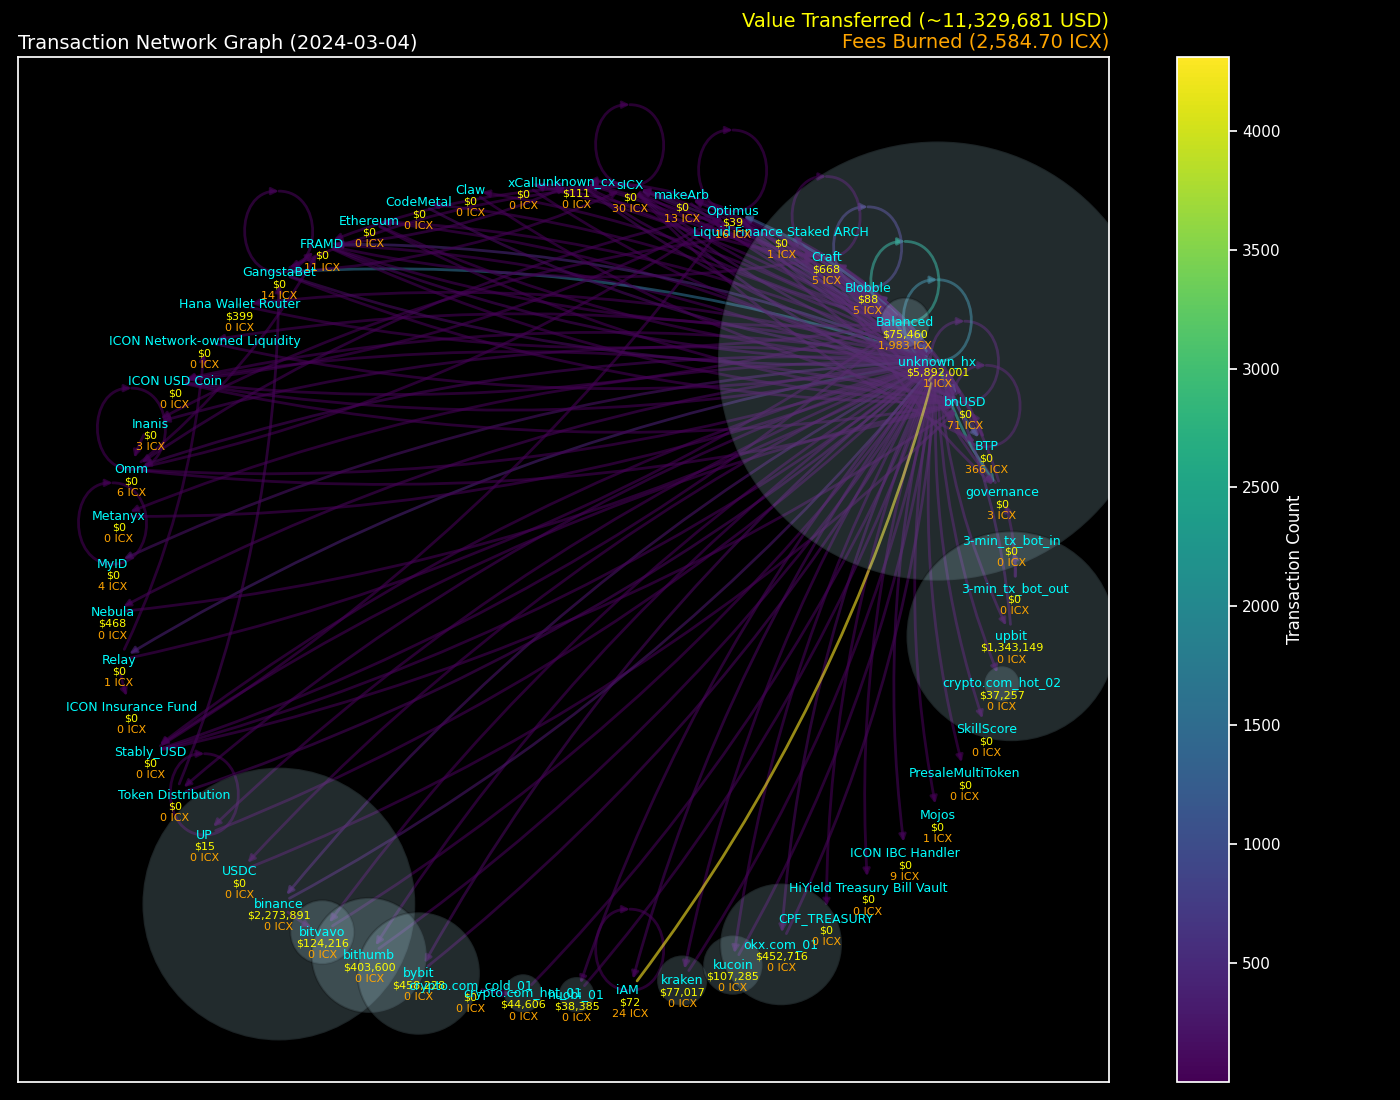 Value Transferred (~11,329,681 USD)
Transaction Network Graph (2024-03-04)
Fees Burned (2,584.70 ICX)
xCall
$0
0 ICX
unknown_cx
$111
0 ICX
sICX
$0
30 ICX
makeArb
$0
13 ICX
Optimus
$39
Liquid Finance Staked ARCH
$0
1 ICX
Craft
$668
5 ICX
Blobble
$88
5 ICX
Balanced
$75,460
1,983 ICX
unknown_hx
$5,892,001
1 ICX
bnUSD
$0
71 ICX
BTP
$0
366 ICX
governance
$0
3 ICX
3-min_tx_bot_in
$0
0 ICX
3-min_tx_bot_out
$0
0 ICX
upbit
$1,343,149
0 ICX
crypto.com_hot_02
$37,257
0 ICX
SkillScore
$0
0 ICX
PresaleMultiToken
$0
0 ICX
Mojos
$0
1 ICX
ICON IBC Handler
$0
9 ICX
HiYield Treasury Bill Vault
$0
0 ICX
CPF_TREASURY
$0
0 ICX
okx.com_01
$452,716
0 ICX
kucoin
$107,285
0 ICX
kraken
$77,017
0 ICX
iAM
$72
24 ICX
huobi_01
$38,385
0 ICX
crypto.com_hot_01
$44,606
0 ICX
crypto.com_cold_01
$0
0 ICX
bybit
$458,228
0 ICX
bithumb
$403,600
0 ICX
bitvavo
$124,216
0 ICX
binance
$2,273,891
0 ICX
USDC
$0
0 ICX
UP
$15
0 ICX
Token Distribution
$0
0 ICX
Stably_USD
$0
0 ICX
ICON Insurance Fund
$0
0 ICX
Relay
$0
1 ICX
Nebula
$468
0 ICX
MyID
$0
4 ICX
Metanyx
$0
0 ICX
Omm
$0
6 ICX
Inanis
$0
3 ICX
ICON USD Coin
$0
0 ICX
ICON Network-owned Liquidity
$0
0 ICX
Hana Wallet Router
$399
0 ICX
GangstaBet
$0
14 ICX
FRAMD
$0
11 ICX
Ethereum
$0
0 ICX
CodeMetal
$0
0 ICX
Claw
$0
0 ICX
4000
3500
3000
2500
2000
1500
1000
500
Transaction Count